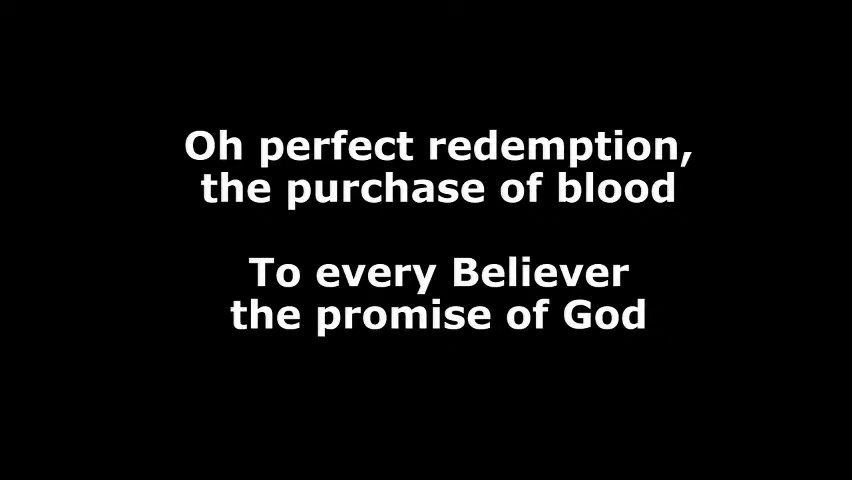 Oh perfect redemption,
the purchase of blood
To every Believer
the promise of God